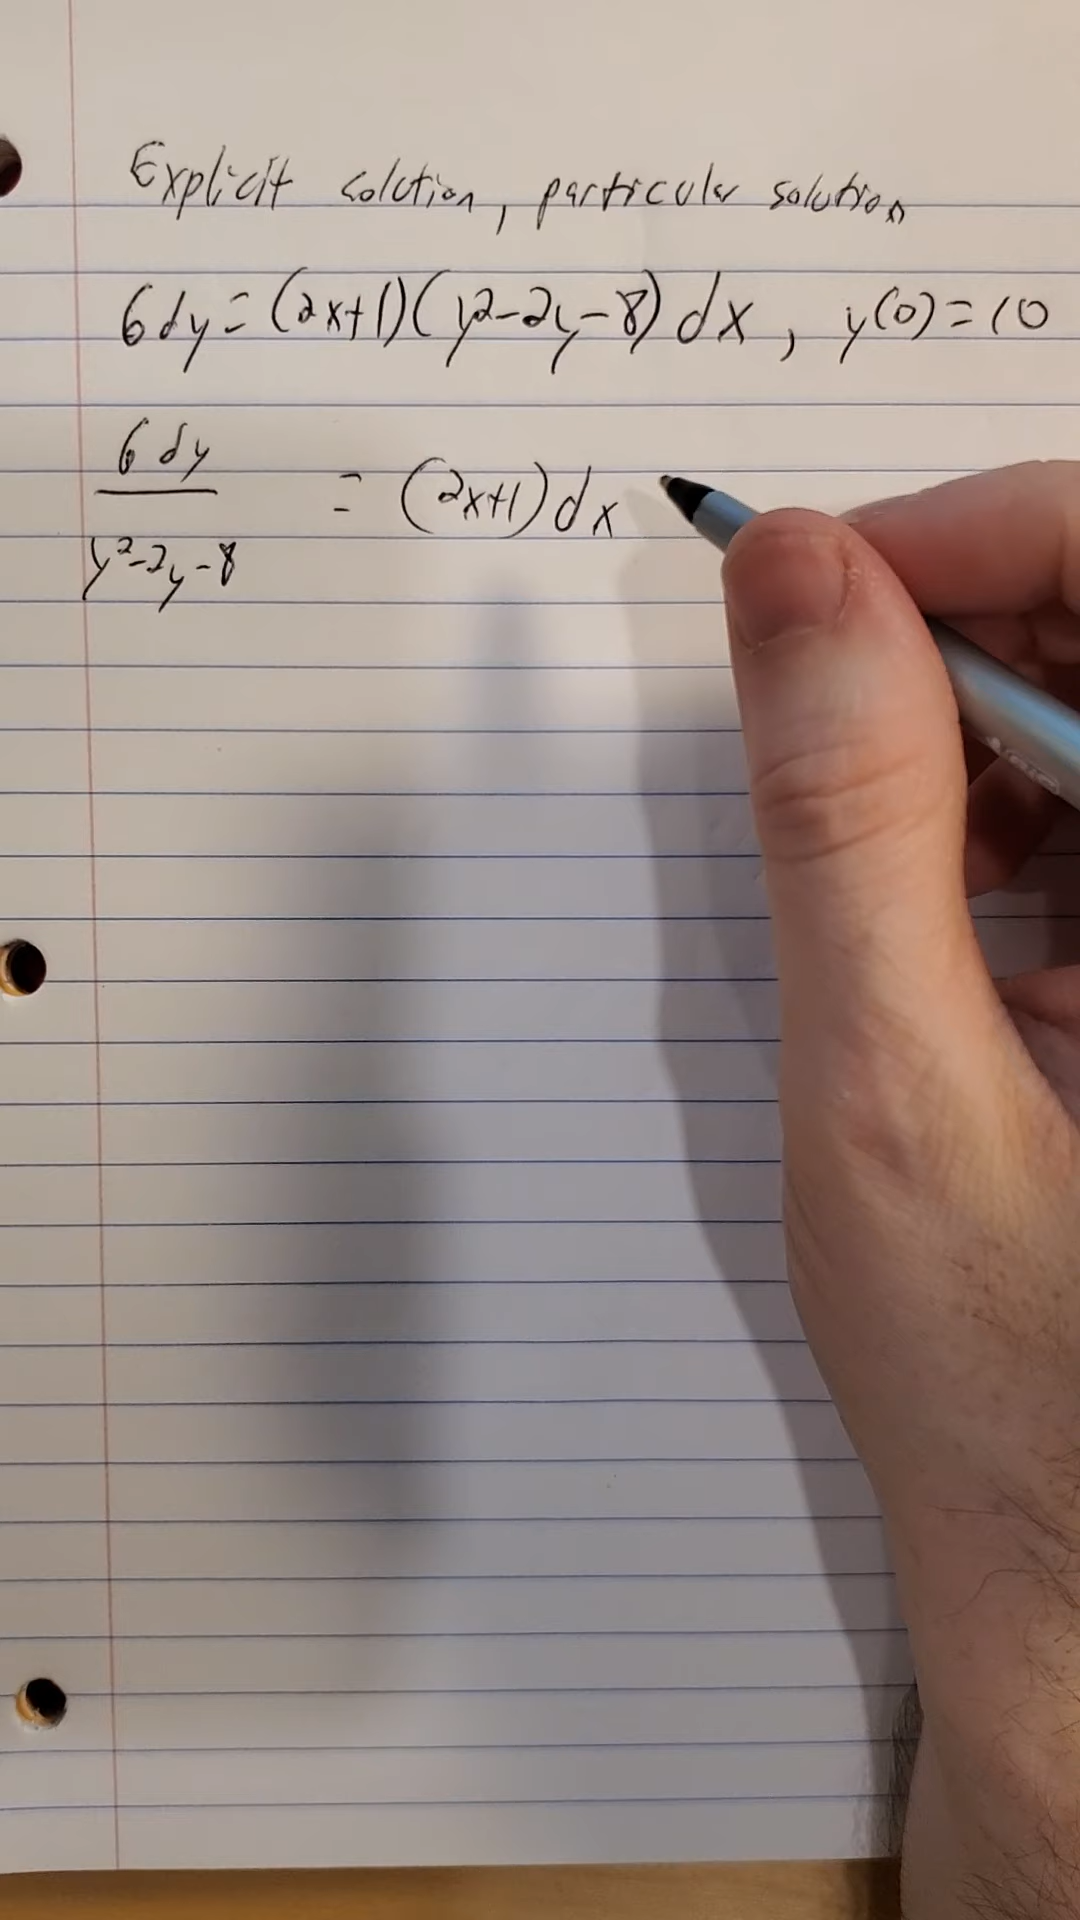 Explicit solution, particular solution
6dy = (2x+1)(y²-2y-8) dx, y(0) = 10
6dy / y²-2y-8 = (2x+1) dx
BIC